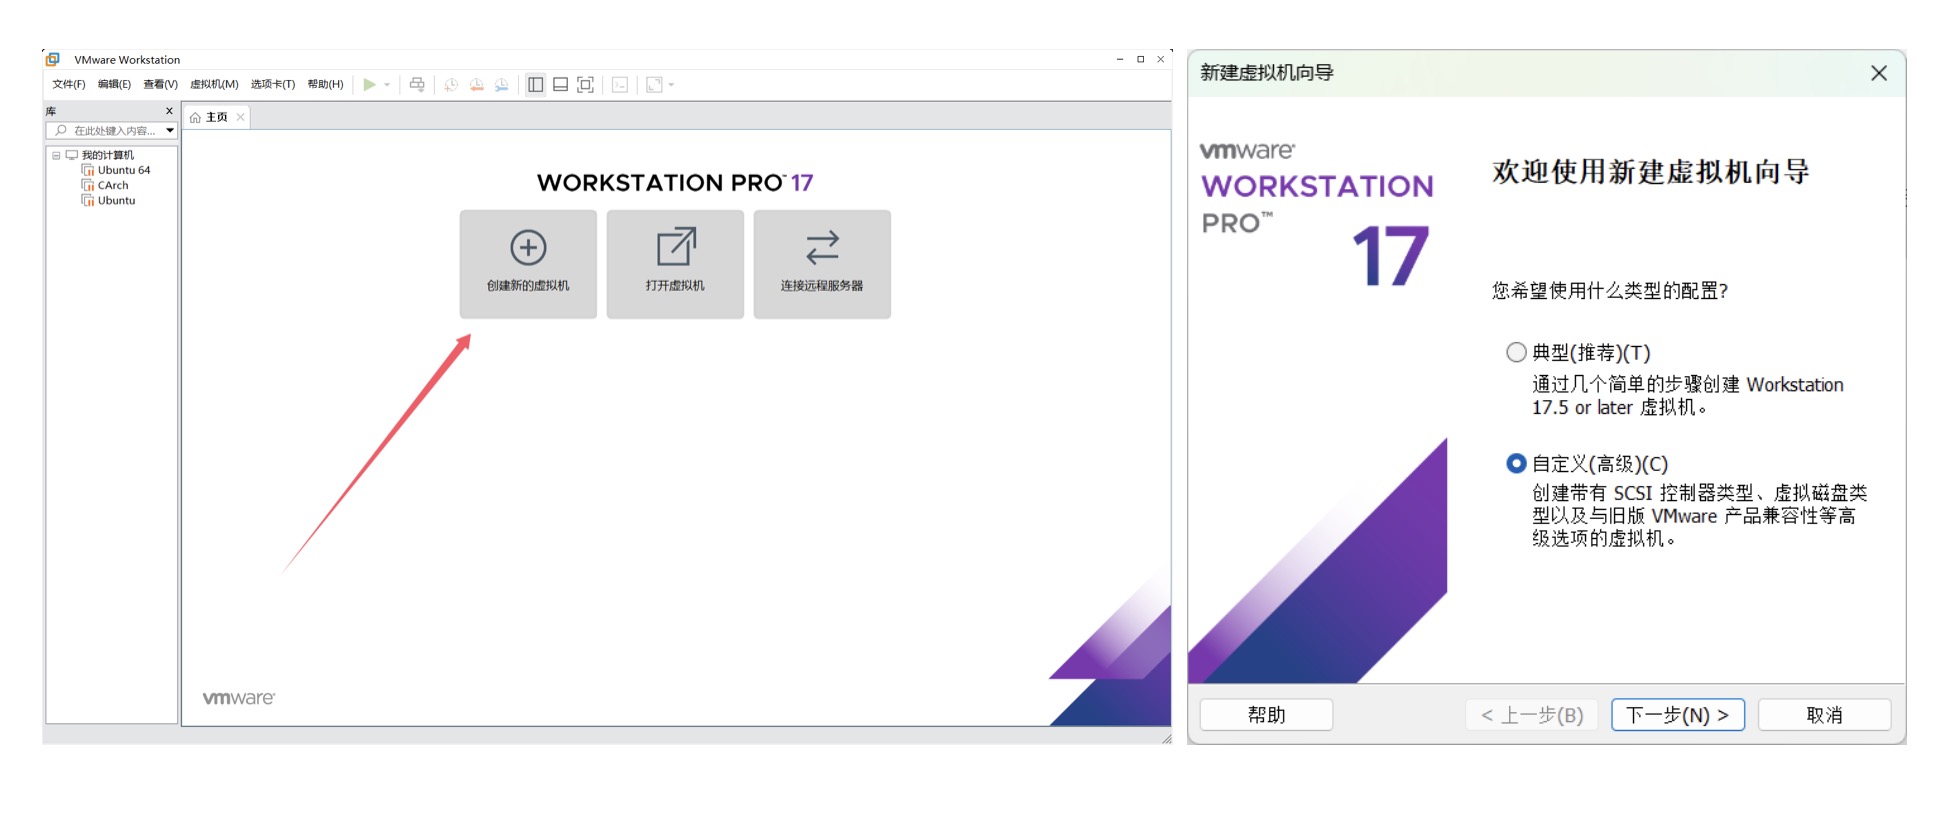 VMware Workstation
文件(F) 编辑(E) 查看(V) 虚拟机(M) 选项卡(T) 帮助(H)
库
在此处键入内容...
我的计算机
Ubuntu 64
CArch
Ubuntu
主页
WORKSTATION PRO™ 17
创建新的虚拟机
打开虚拟机
连接远程服务器
vmware®
新建虚拟机向导
vmware®
WORKSTATION
PRO™
17
欢迎使用新建虚拟机向导
您希望使用什么类型的配置?
典型(推荐)(T)
通过几个简单的步骤创建 Workstation
17.5 or later 虚拟机。
自定义(高级)(C)
创建带有 SCSI 控制器类型、虚拟磁盘类
型以及与旧版 VMware 产品兼容性等高
级选项的虚拟机。
帮助
< 上一步(B)
下一步(N) >
取消